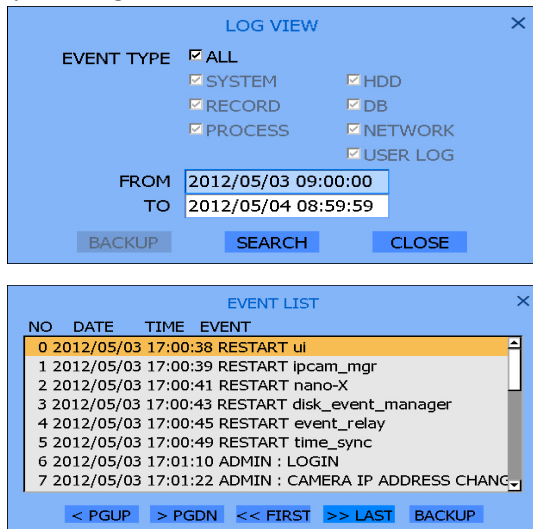 LOG VIEW ×
EVENT TYPE ALL
SYSTEM HDD
RECORD DB
PROCESS NETWORK
USER LOG
FROM 2012/05/03 09:00:00
TO 2012/05/04 08:59:59
BACKUP SEARCH CLOSE
EVENT LIST ×
NO DATE TIME EVENT
0 2012/05/03 17:00:38 RESTART ui
1 2012/05/03 17:00:39 RESTART ipcam_mgr
2 2012/05/03 17:00:41 RESTART nano-X
3 2012/05/03 17:00:43 RESTART disk_event_manager
4 2012/05/03 17:00:45 RESTART event_relay
5 2012/05/03 17:00:49 RESTART time_sync
6 2012/05/03 17:01:10 ADMIN : LOGIN
7 2012/05/03 17:01:22 ADMIN : CAMERA IP ADDRESS CHANG
< PGUP > PGDN << FIRST >> LAST BACKUP